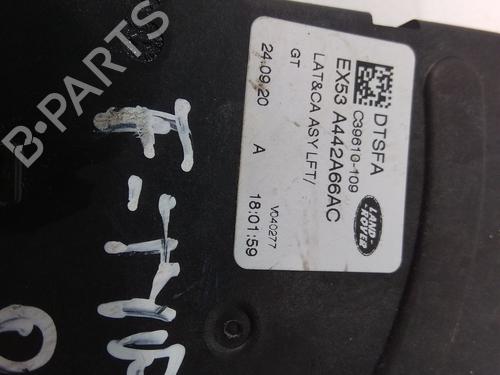 DTSFA
C39610-109
EX53 A442A66AC
LAT&CA ASY LFT/
GT
24.09.20 A
V040277
18:01:59
LAND-
-ROVER
B-PARTS